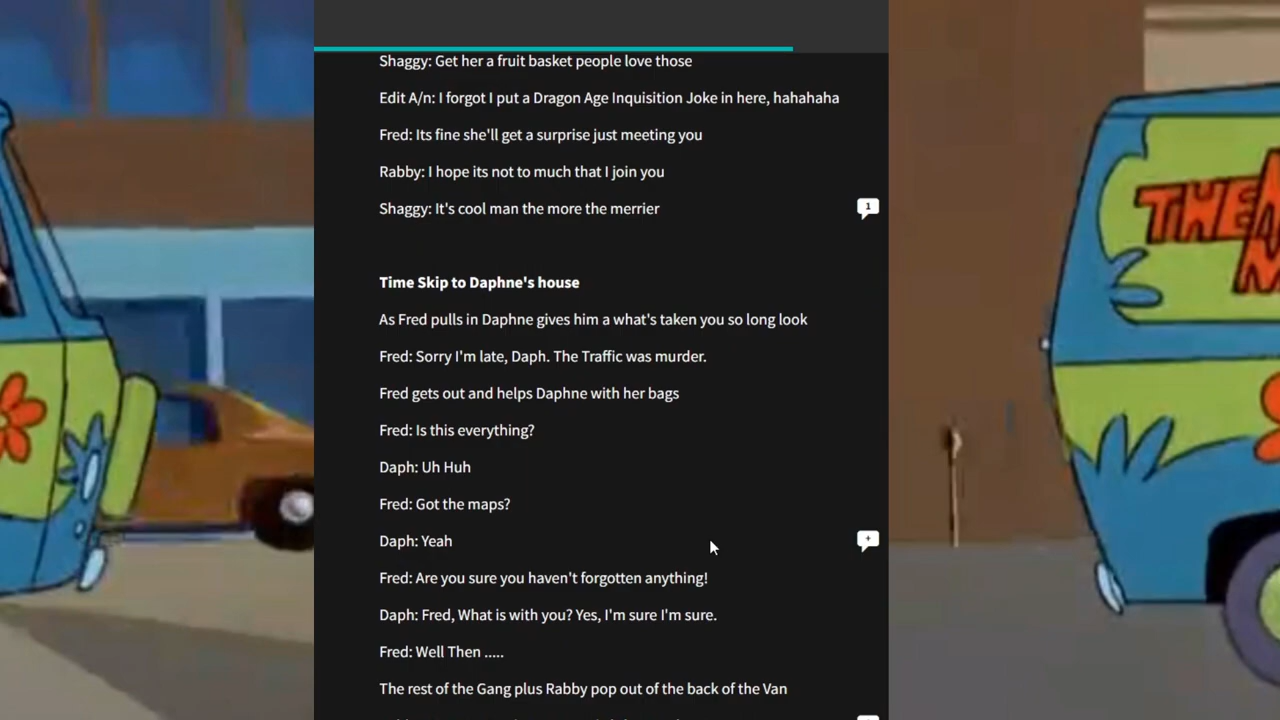 Shaggy: Get her a fruit basket people love those
Edit A/n: I forgot I put a Dragon Age Inquisition Joke in here, hahahaha
Fred: Its fine she'll get a surprise just meeting you
Rabby: I hope its not to much that I join you
Shaggy: It's cool man the more the merrier
1
Time Skip to Daphne's house
As Fred pulls in Daphne gives him a what's taken you so long look
Fred: Sorry I'm late, Daph. The Traffic was murder.
Fred gets out and helps Daphne with her bags
Fred: Is this everything?
Daph: Uh Huh
Fred: Got the maps?
Daph: Yeah
+
Fred: Are you sure you haven't forgotten anything!
Daph: Fred, What is with you? Yes, I'm sure I'm sure.
Fred: Well Then .....
The rest of the Gang plus Rabby pop out of the back of the Van
THE
M